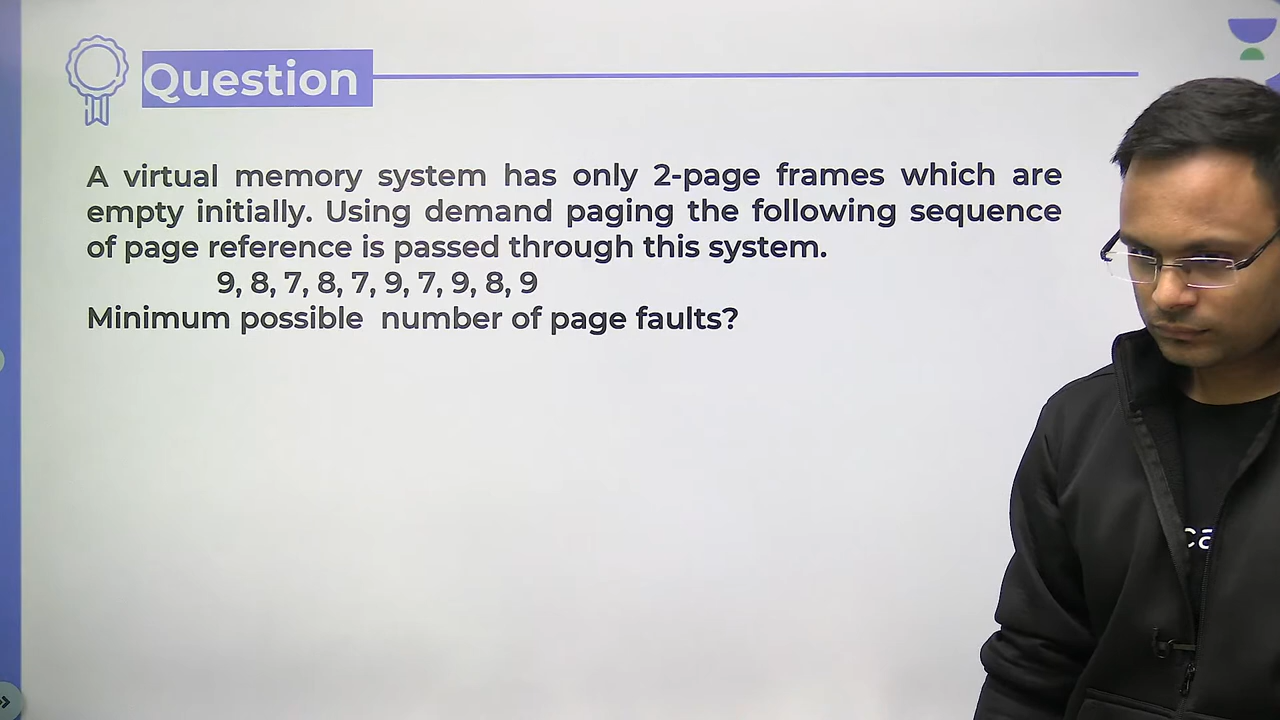 Question
A virtual memory system has only 2-page frames which are
empty initially. Using demand paging the following sequence
of page reference is passed through this system.
9, 8, 7, 8, 7, 9, 7, 9, 8, 9
Minimum possible number of page faults?
ca